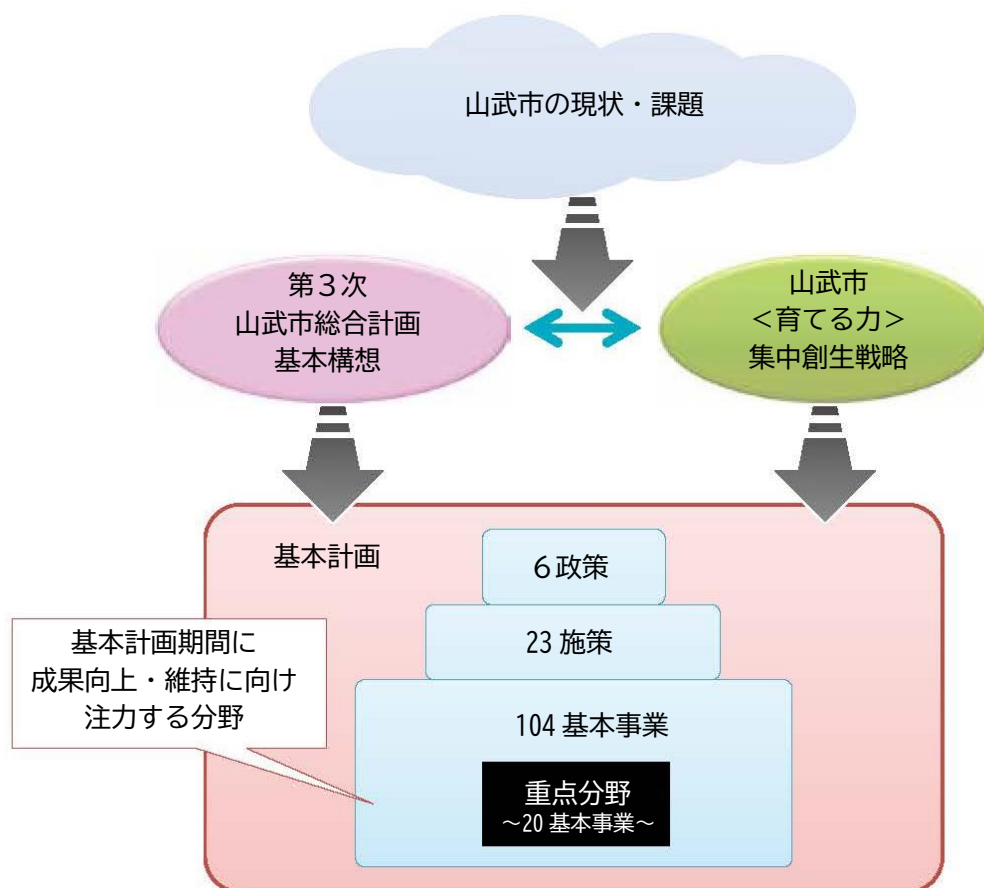 山武市の現状・課題
第３次
山武市総合計画
基本構想
山武市
＜育てる力＞
集中創生戦略
基本計画
６政策
23 施策
基本計画期間に
成果向上・維持に向け
注力する分野
104 基本事業
重点分野
～20 基本事業～